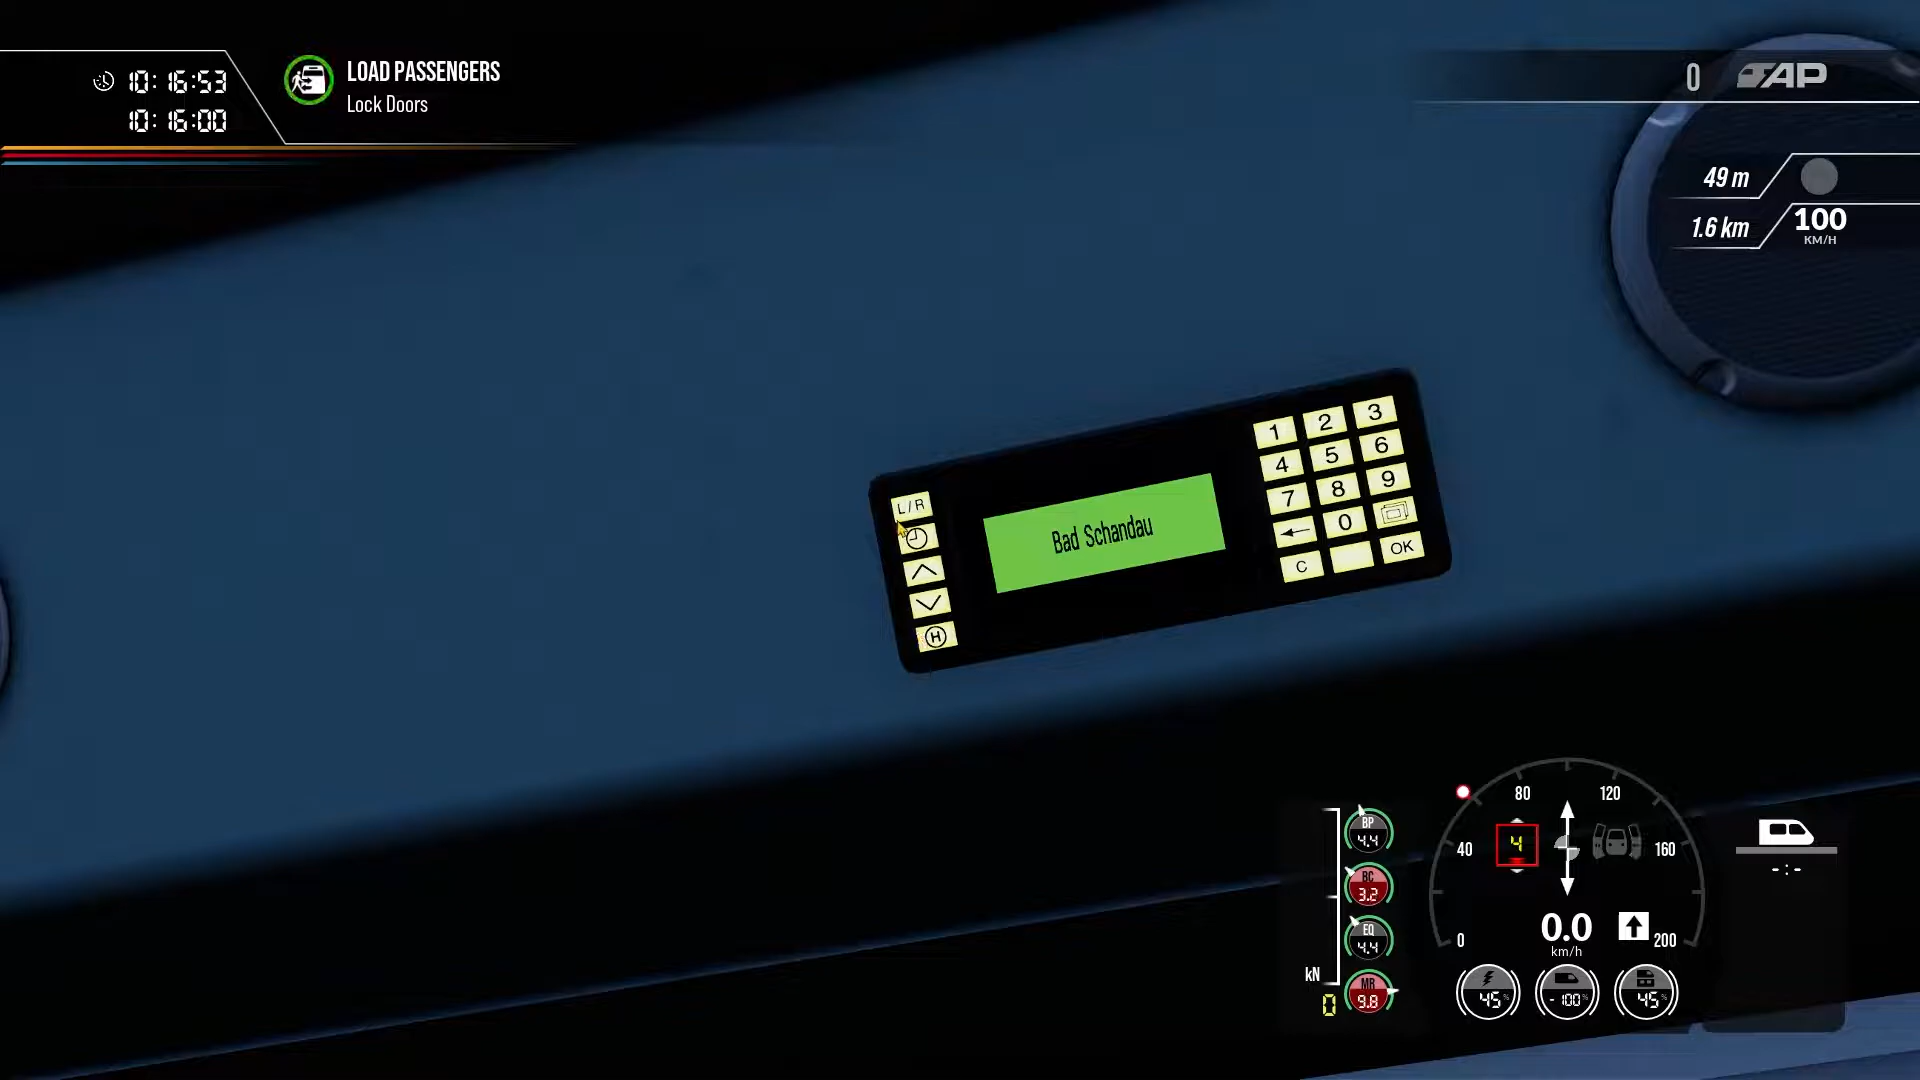 10:16:53
10:16:00
LOAD PASSENGERS
Lock Doors
0 AP
49 m
1.6 km
100
KM/H
L/R
H
Bad Schandau
1 2 3
4 5 6
7 8 9
0
C OK
BP
4.4
BC
3.2
EQ
4.4
MR
9.8
kN
0
0
40
80
120
160
200
4
0.0
km/h
45%
-100%
45%
-:-